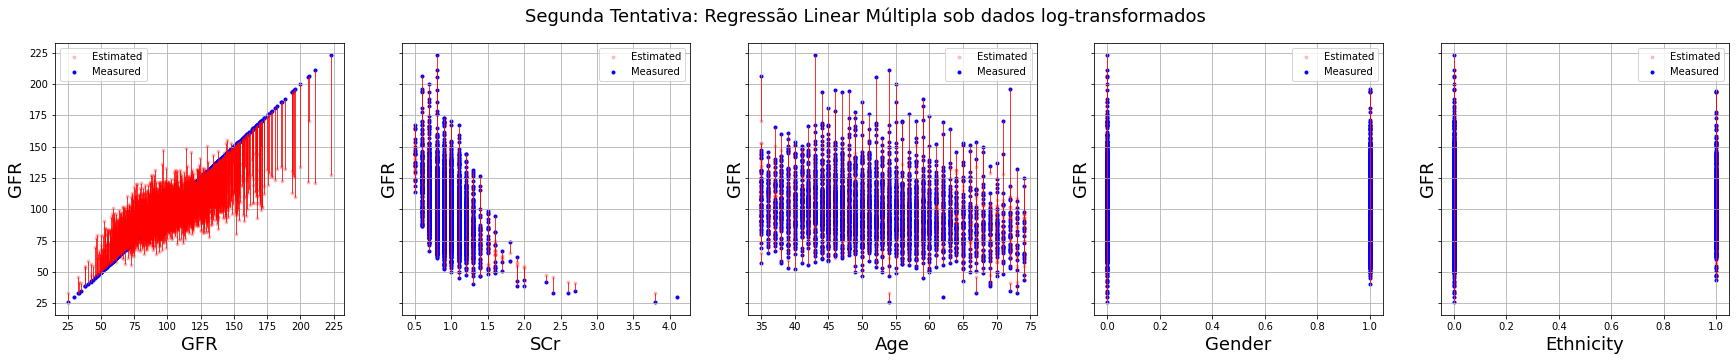 Segunda Tentativa: Regressão Linear Múltipla sob dados log-transformados
225
200
175
150
125
100
75
50
25
GFR
Estimated
Measured
25 50 75 100 125 150 175 200 225
GFR
GFR
Estimated
Measured
0.5 1.0 1.5 2.0 2.5 3.0 3.5 4.0
SCr
GFR
Estimated
Measured
35 40 45 50 55 60 65 70 75
Age
GFR
Estimated
Measured
0.0 0.2 0.4 0.6 0.8 1.0
Gender
GFR
Estimated
Measured
0.0 0.2 0.4 0.6 0.8 1.0
Ethnicity